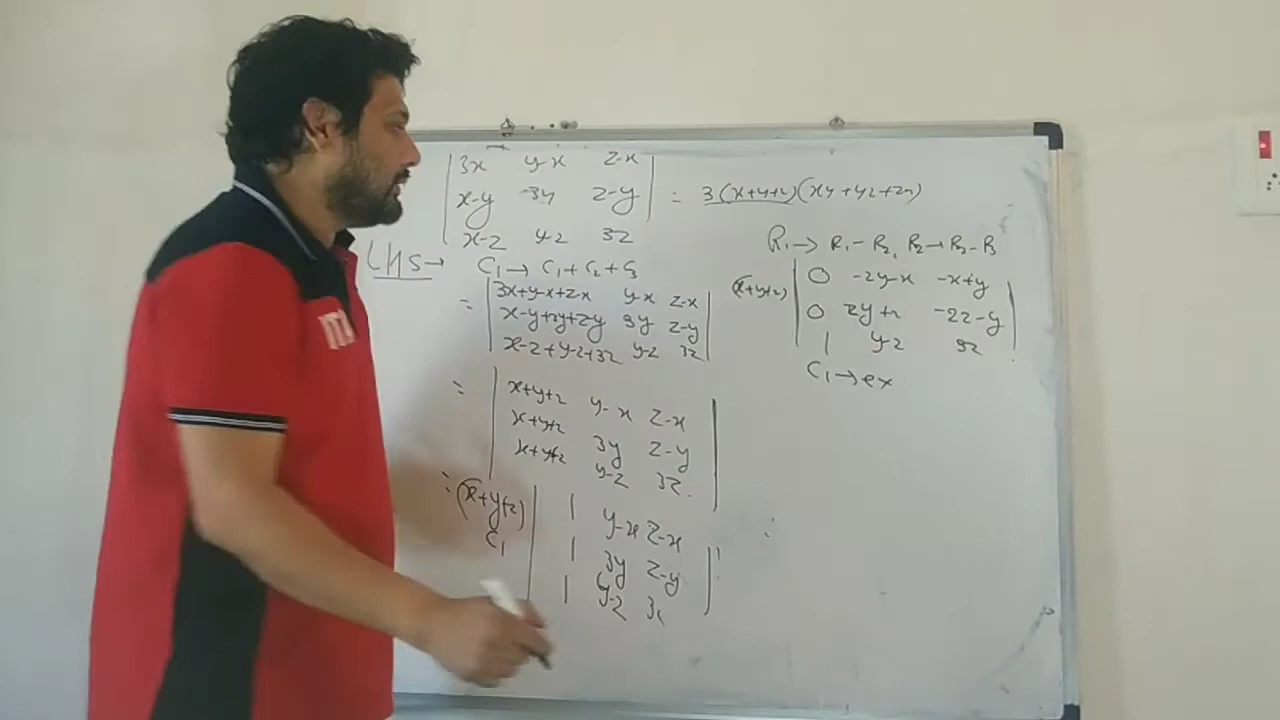 3x y-x z-x
x-y 3y z-y = 3(x+y+z)(xy+yz+zx)
x-z y-z 3z
LHS→ C₁→ C₁+C₂+C₃
= 3x+y-x+z-x y-x z-x
x-y+3y+z-y 3y z-y
x-z+y-z+3z y-z 3z
= x+y+z y-x z-x
x+y+z 3y z-y
x+y+z y-z 3z.
= (x+y+z) 1 y-x z-x
C₁ 1 3y z-y
1 y-z 3z
R₁→ R₁-R₂, R₂→R₂-R₃
(x+y+z) 0 -2y-x -x+y
0 2y+z -2z-y
1 y-z 3z
C₁→ex